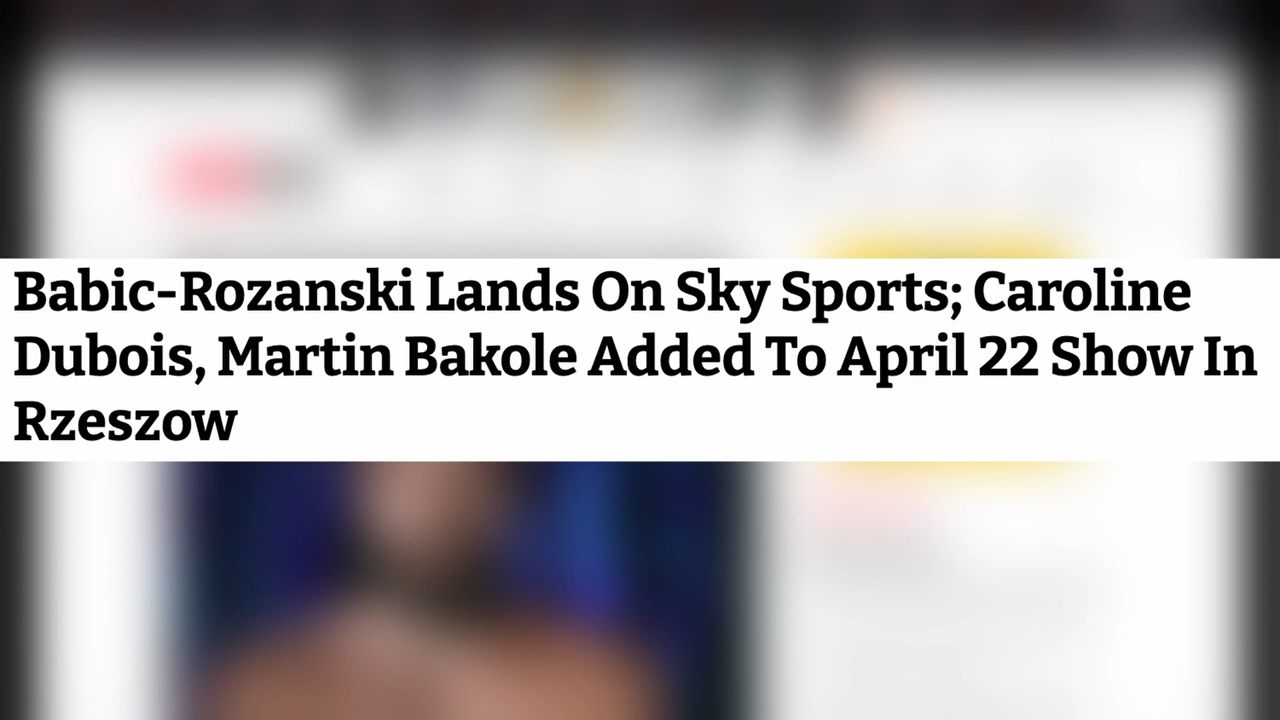 Babic-Rozanski Lands On Sky Sports; Caroline
Dubois, Martin Bakole Added To April 22 Show In
Rzeszow